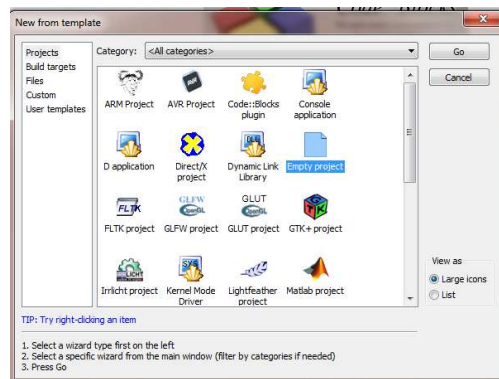 Code::Blocks
New from template
Projects
Build targets
Files
Custom
User templates
Category: <All categories>
Go
Cancel
ARM Project
AVR Project
Code::Blocks
plugin
Console
application
D application
Direct/X
project
Dynamic Link
Library
Empty project
FLTK project
GLFW project
GLUT project
GTK+ project
Irrlicht project
Kernel Mode
Driver
Lightfeather
project
Matlab project
View as
Large icons
List
TIP: Try right-clicking an item
1. Select a wizard type first on the left
2. Select a specific wizard from the main window (filter by categories if needed)
3. Press Go